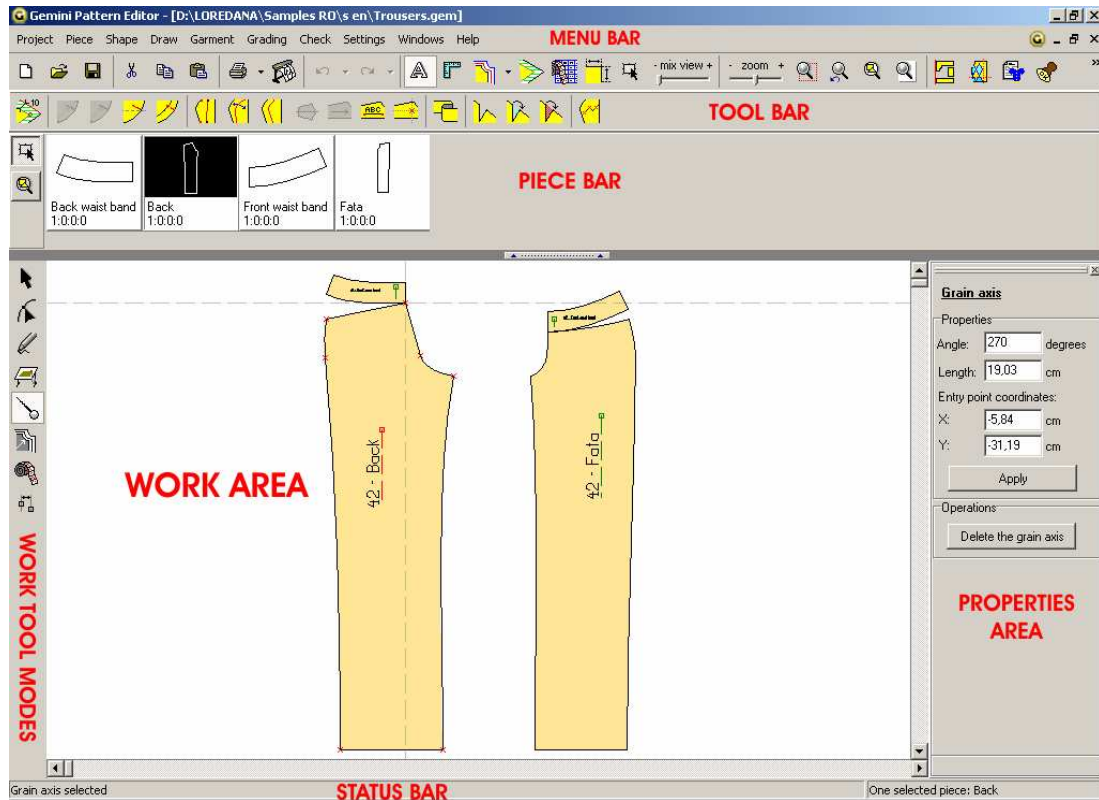 Gemini Pattern Editor - [D:\LOREDANA\Samples RO\s en\Trousers.gem]
Project Piece Shape Draw Garment Grading Check Settings Windows Help
MENU BAR
- mix view +
- zoom +
TOOL BAR
×10
ABC
PIECE BAR
Back waist band
1:0:0:0
Back
1:0:0:0
Front waist band
1:0:0:0
Fata
1:0:0:0
WORK TOOL MODES
WORK AREA
42 - Back
42 - Fata
Grain axis
Properties
Angle: 270 degrees
Length: 19,03 cm
Entry point coordinates:
X: -5,84 cm
Y: -31,19 cm
Apply
Operations
Delete the grain axis
PROPERTIES
AREA
Grain axis selected
STATUS BAR
One selected piece: Back